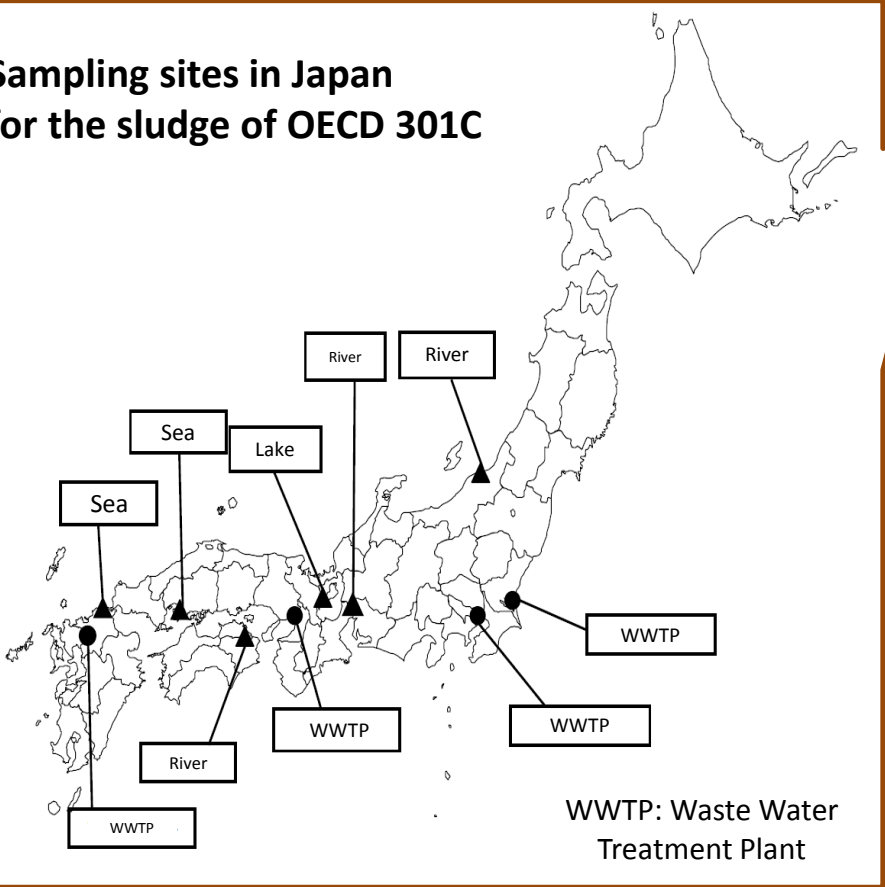 Sampling sites in Japan
for the sludge of OECD 301C
River
River
Sea
Lake
Sea
WWTP
WWTP
WWTP
River
WWTP
WWTP: Waste Water
Treatment Plant